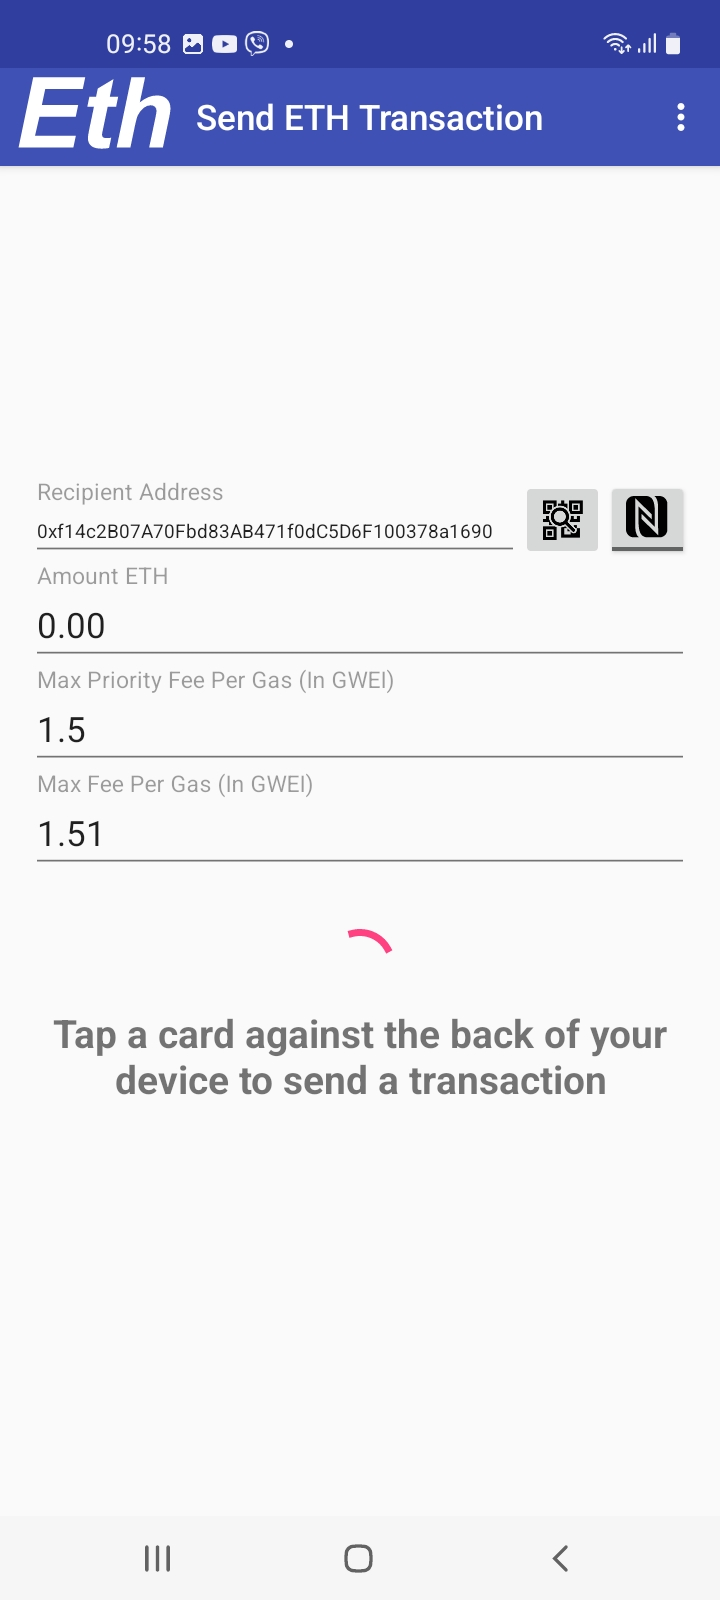 09:58
Eth Send ETH Transaction
Recipient Address
0xf14c2B07A70Fbd83AB471f0dC5D6F100378a1690
Amount ETH
0.00
Max Priority Fee Per Gas (In GWEI)
1.5
Max Fee Per Gas (In GWEI)
1.51
Tap a card against the back of your
device to send a transaction